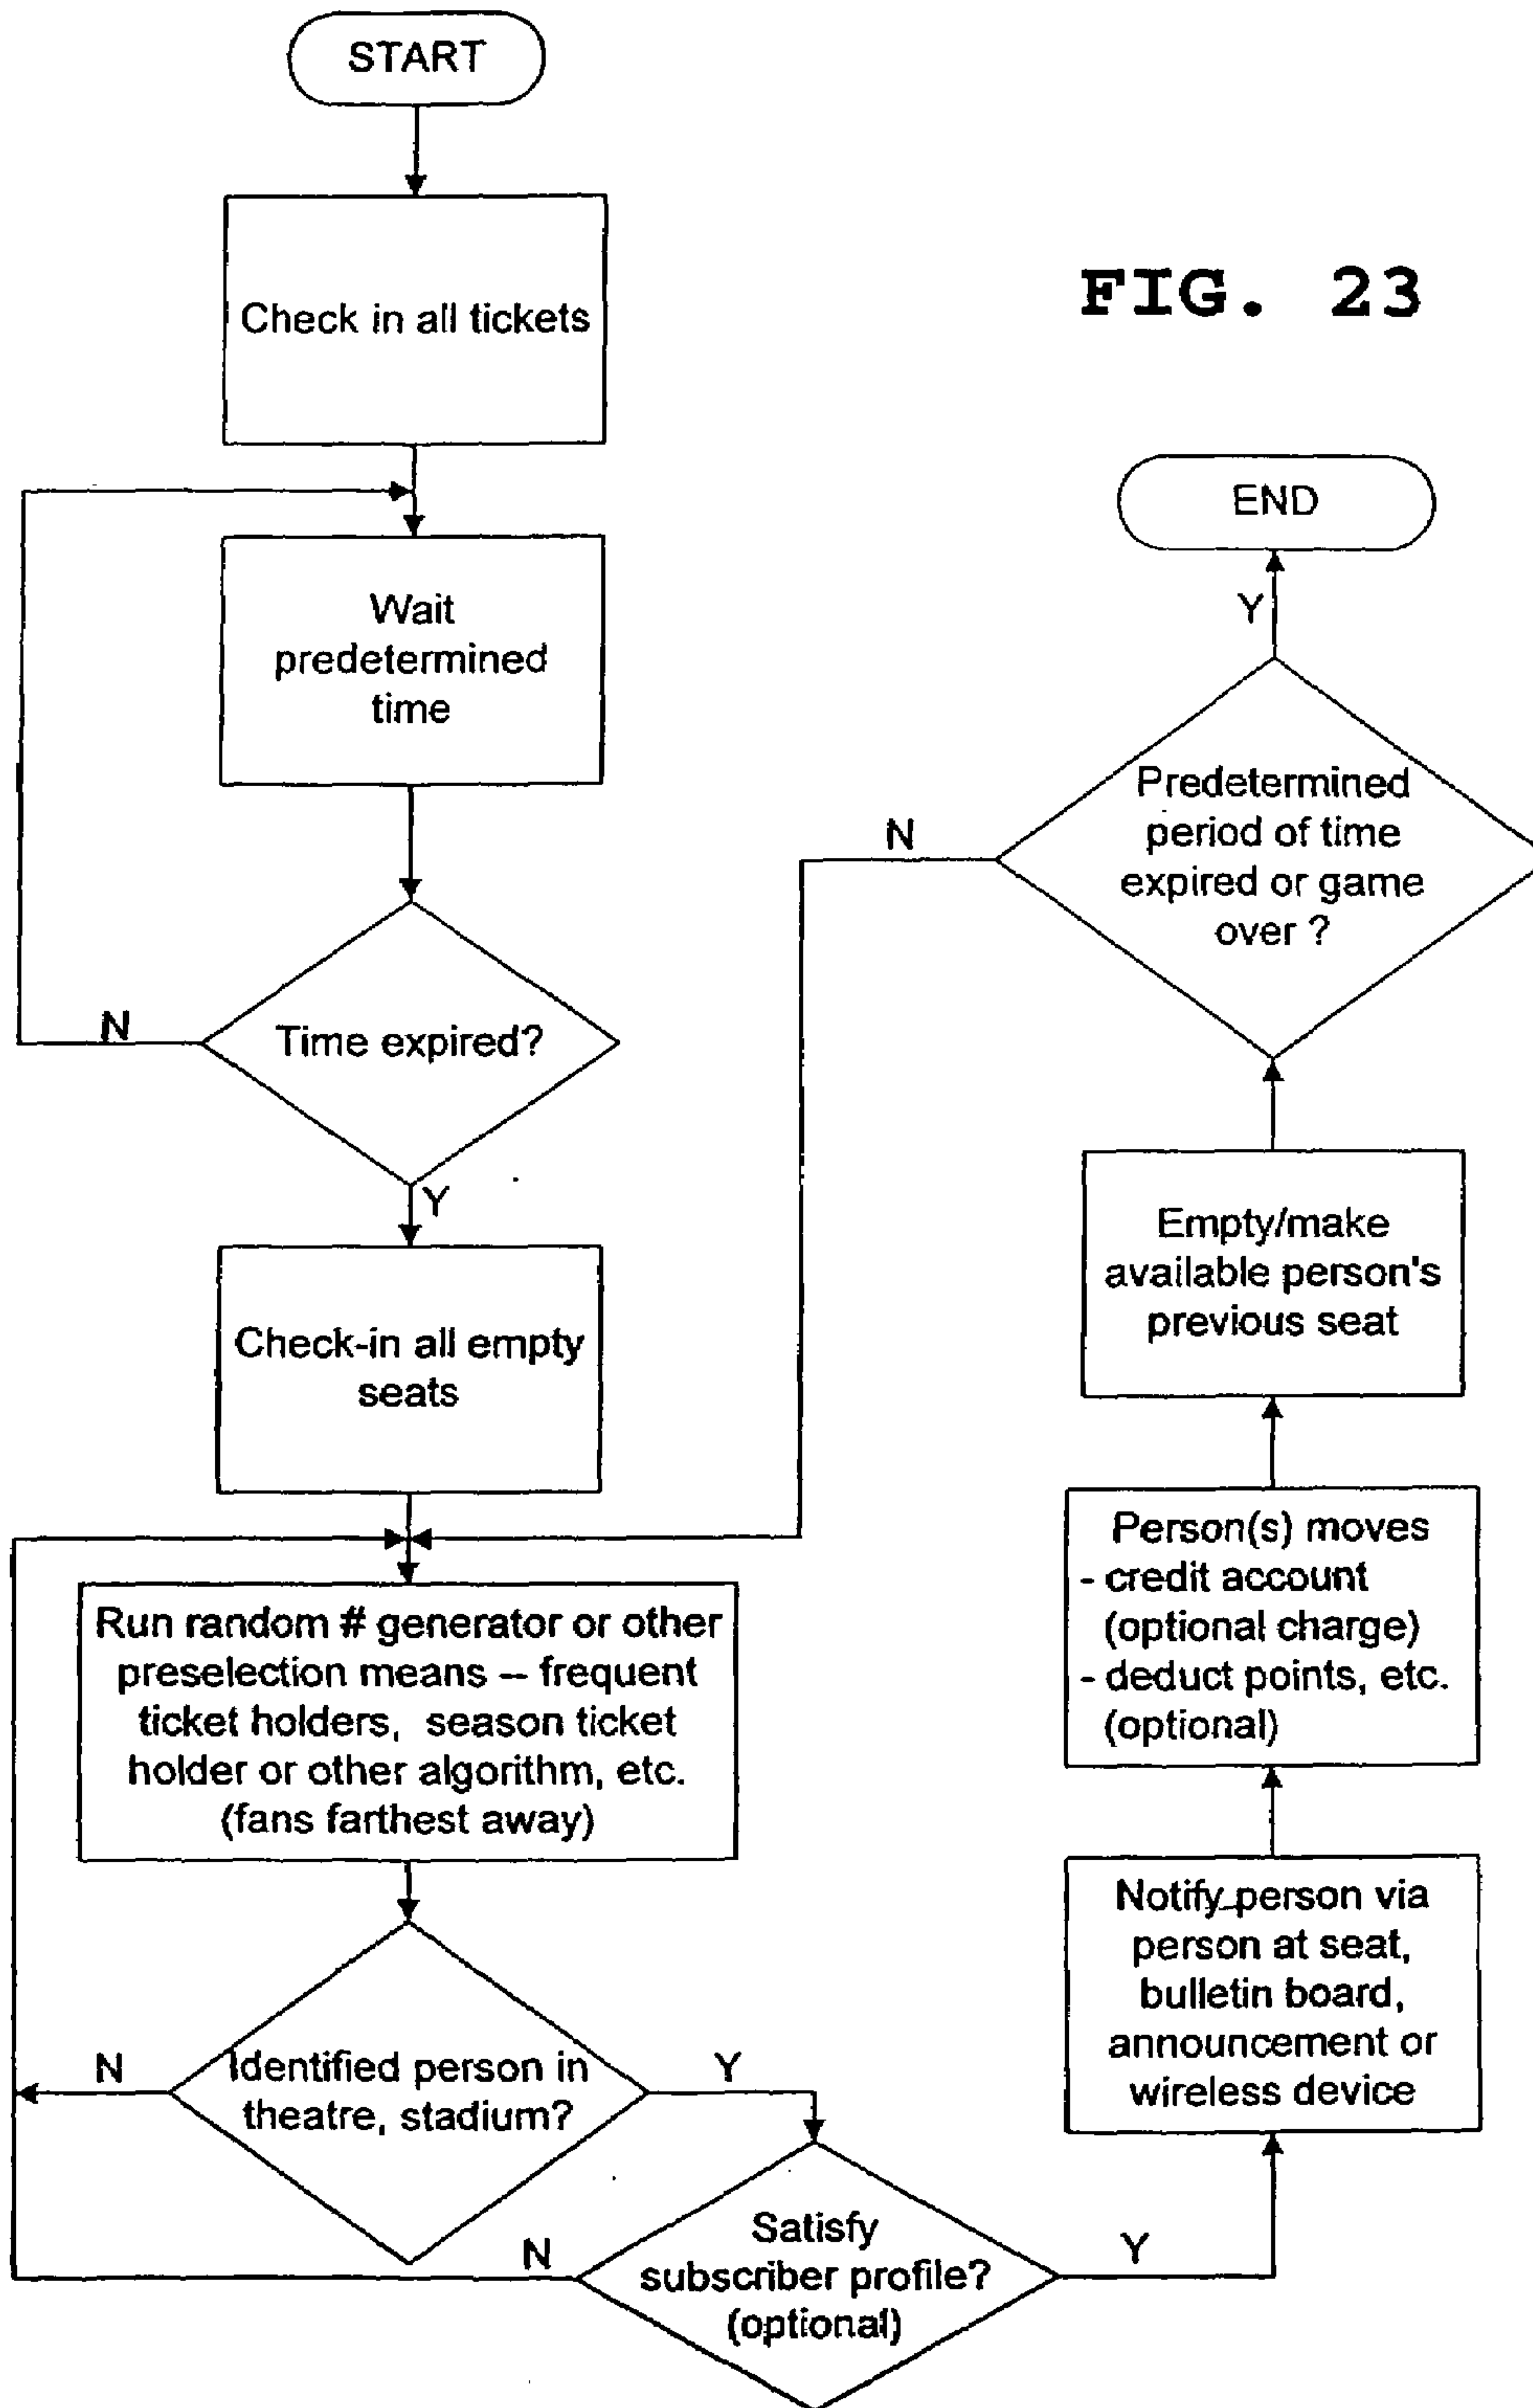 START
Check in all tickets
FIG. 23
Wait
predetermined
time
N
Time expired?
Y
Check-in all empty
seats
Run random # generator or other
preselection means – frequent
ticket holders, season ticket
holder or other algorithm, etc.
(fans farthest away)
N
Identified person in
theatre, stadium?
Y
N
Satisfy
subscriber profile?
(optional)
Y
Notify person via
person at seat,
bulletin board,
announcement or
wireless device
Person(s) moves
- credit account
(optional charge)
- deduct points, etc.
(optional)
Empty/make
available person's
previous seat
Predetermined
period of time
expired or game
over ?
N
Y
END